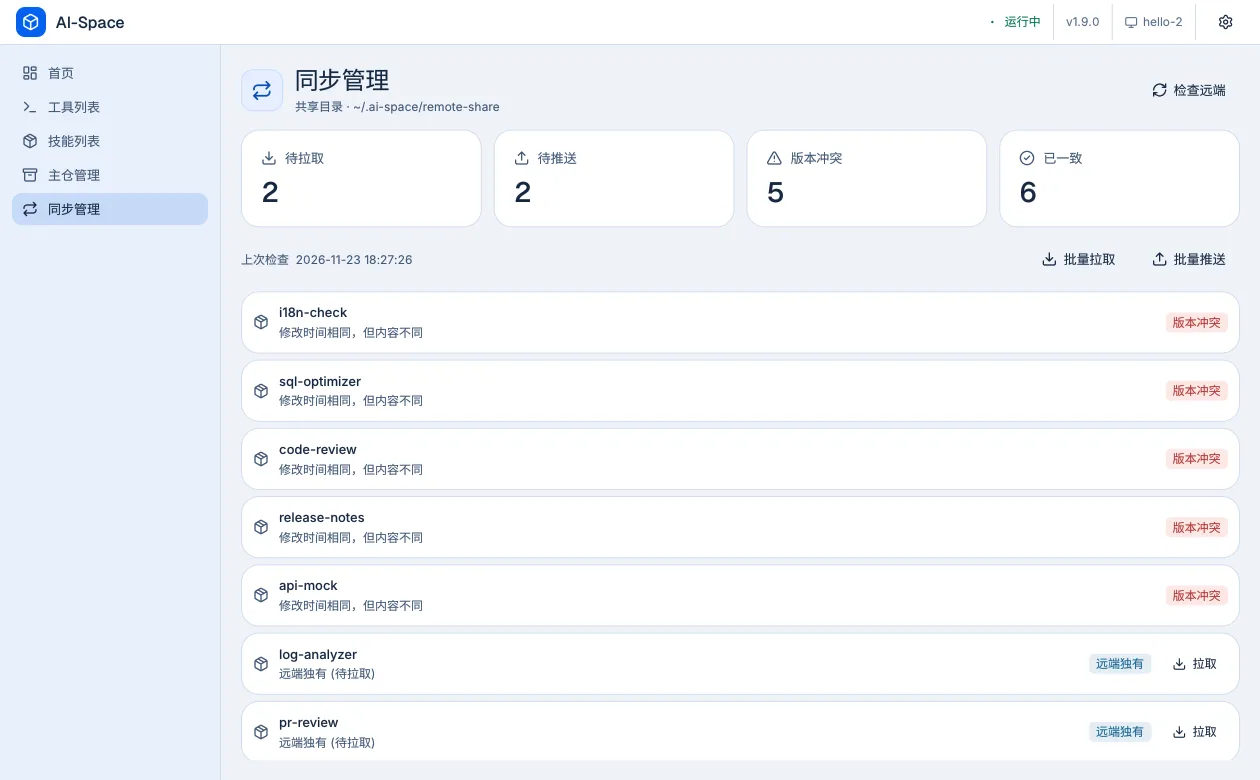 AI-Space
运行中
v1.9.0
hello-2
首页
工具列表
技能列表
主仓管理
同步管理
同步管理
共享目录 · ~/.ai-space/remote-share
检查远端
待拉取
2
待推送
2
版本冲突
5
已一致
6
上次检查 2026-11-23 18:27:26
批量拉取
批量推送
i18n-check
修改时间相同，但内容不同
版本冲突
sql-optimizer
修改时间相同，但内容不同
版本冲突
code-review
修改时间相同，但内容不同
版本冲突
release-notes
修改时间相同，但内容不同
版本冲突
api-mock
修改时间相同，但内容不同
版本冲突
log-analyzer
远端独有 (待拉取)
远端独有
拉取
pr-review
远端独有 (待拉取)
远端独有
拉取